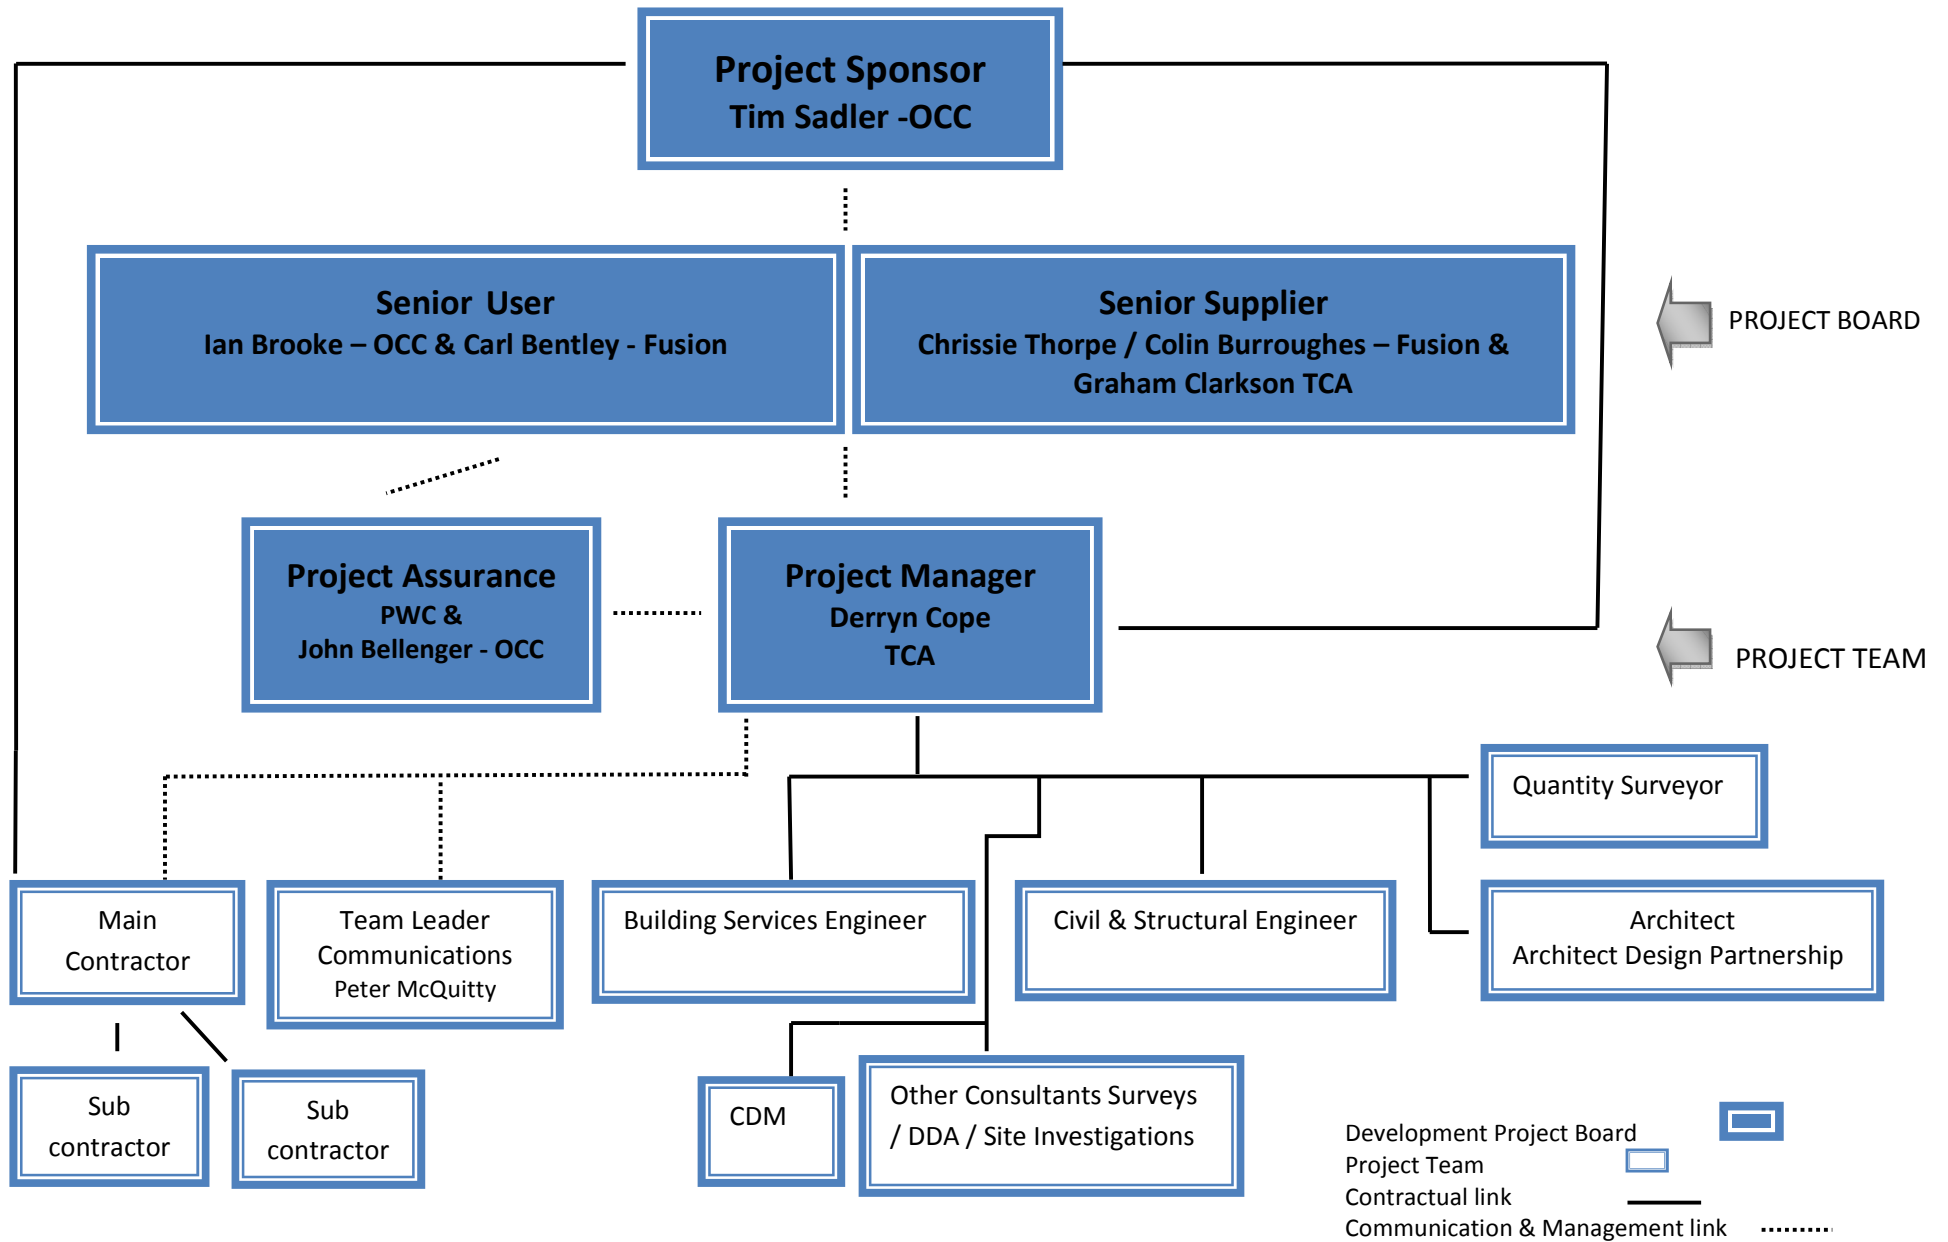 Project Sponsor
Tim Sadler -OCC
Senior User
Ian Brooke – OCC & Carl Bentley - Fusion
Senior Supplier
Chrissie Thorpe / Colin Burroughes – Fusion &
Graham Clarkson TCA
PROJECT BOARD
Project Assurance
PWC &
John Bellenger - OCC
Project Manager
Derryn Cope
TCA
PROJECT TEAM
Quantity Surveyor
Main
Contractor
Team Leader
Communications
Peter McQuitty
Building Services Engineer
Civil & Structural Engineer
Architect
Architect Design Partnership
Sub
contractor
Sub
contractor
CDM
Other Consultants Surveys
/ DDA / Site Investigations
Development Project Board
Project Team
Contractual link
Communication & Management link